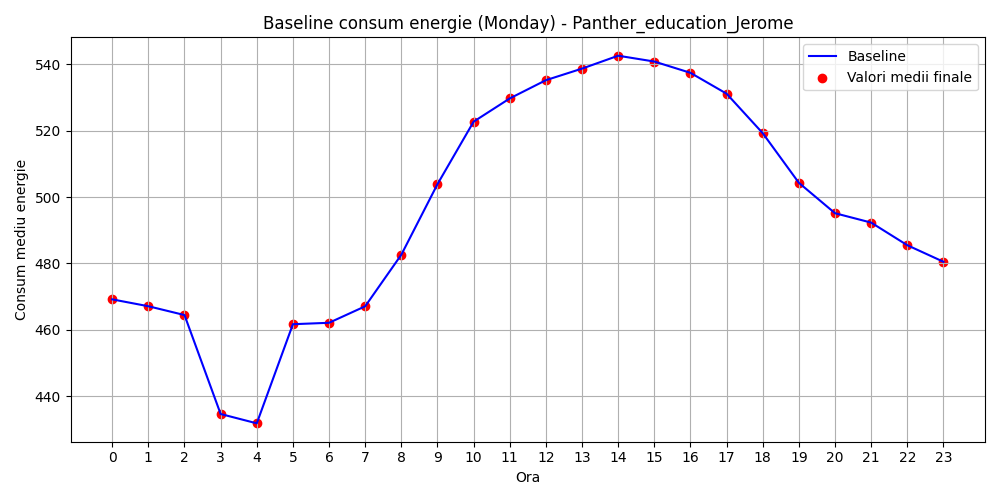 Baseline consum energie (Monday) - Panther_education_Jerome
Baseline
Valori medii finale
Consum mediu energie
540
520
500
480
460
440
0 1 2 3 4 5 6 7 8 9 10 11 12 13 14 15 16 17 18 19 20 21 22 23
Ora